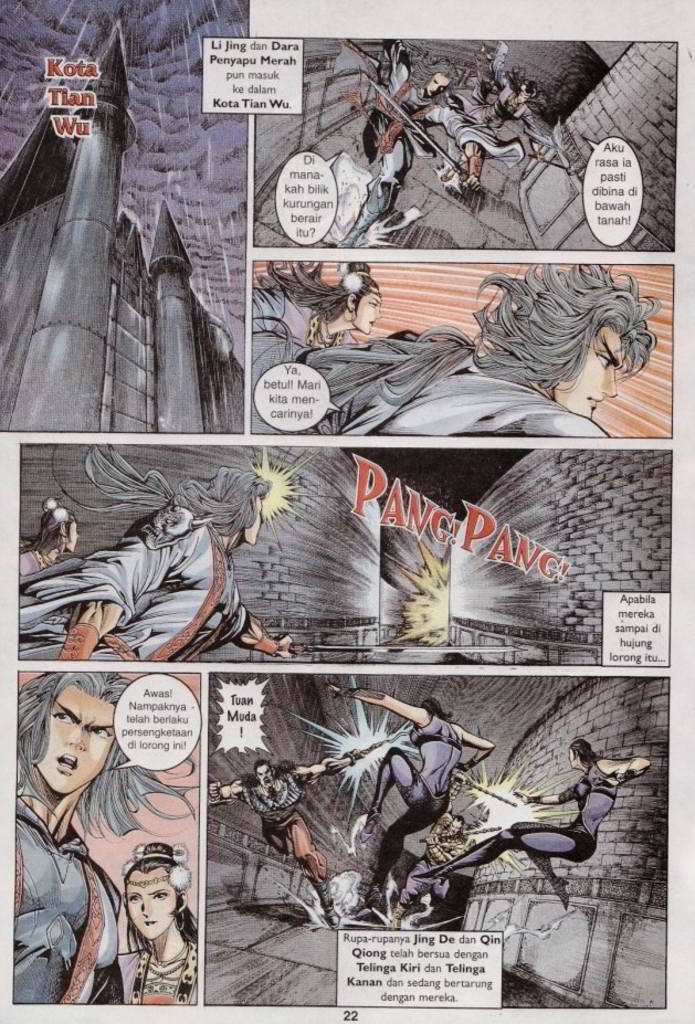 Kota
Tian
Wu
Li Jing dan Dara
Penyapu Merah
pun masuk
ke dalam
Kota Tian Wu.
Di
mana-
kah bilik
kurungan
berair
itu?
Aku
rasa ia
pasti
dibina di
bawah
tanah!
Ya,
betul! Mari
kita men-
carinya!
PANG! PANG!
Apabila
mereka
sampai di
hujung
lorong itu...
Awas!
Nampaknya -
telah berlaku
persengketaan
di lorong ini!
Tuan
Muda
!
Rupa-rupanya Jing De dan Qin
Qiong telah bersua dengan
Telinga Kiri dan Telinga
Kanan dan sedang bertarung
dengan mereka.
22